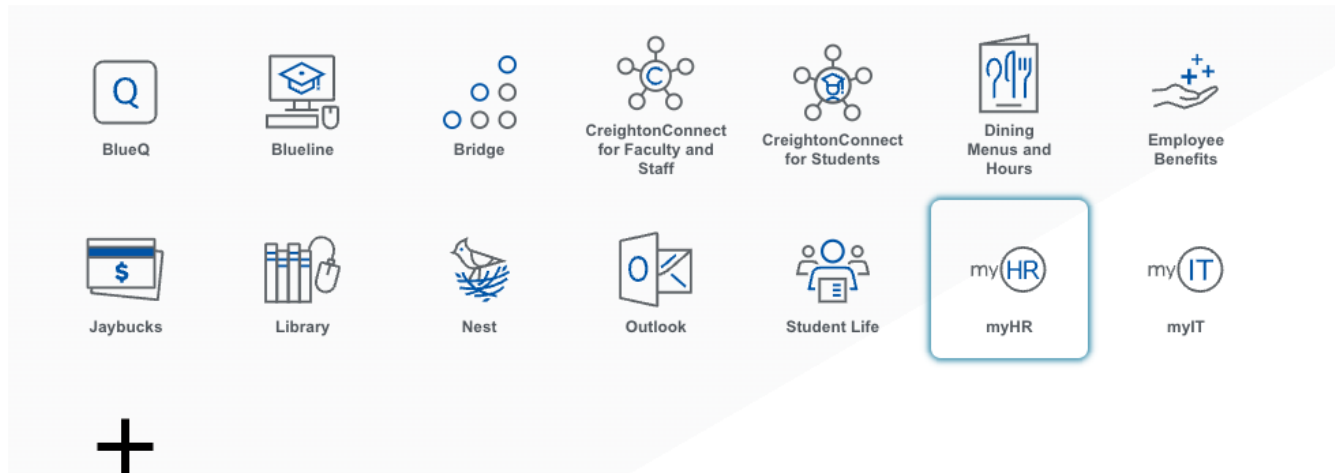 Q
BlueQ
Blueline
Bridge
C
CreightonConnect
for Faculty and
Staff
CreightonConnect
for Students
Dining
Menus and
Hours
Employee
Benefits
$
Jaybucks
Library
Nest
O
Outlook
Student Life
my HR
myHR
my IT
myIT